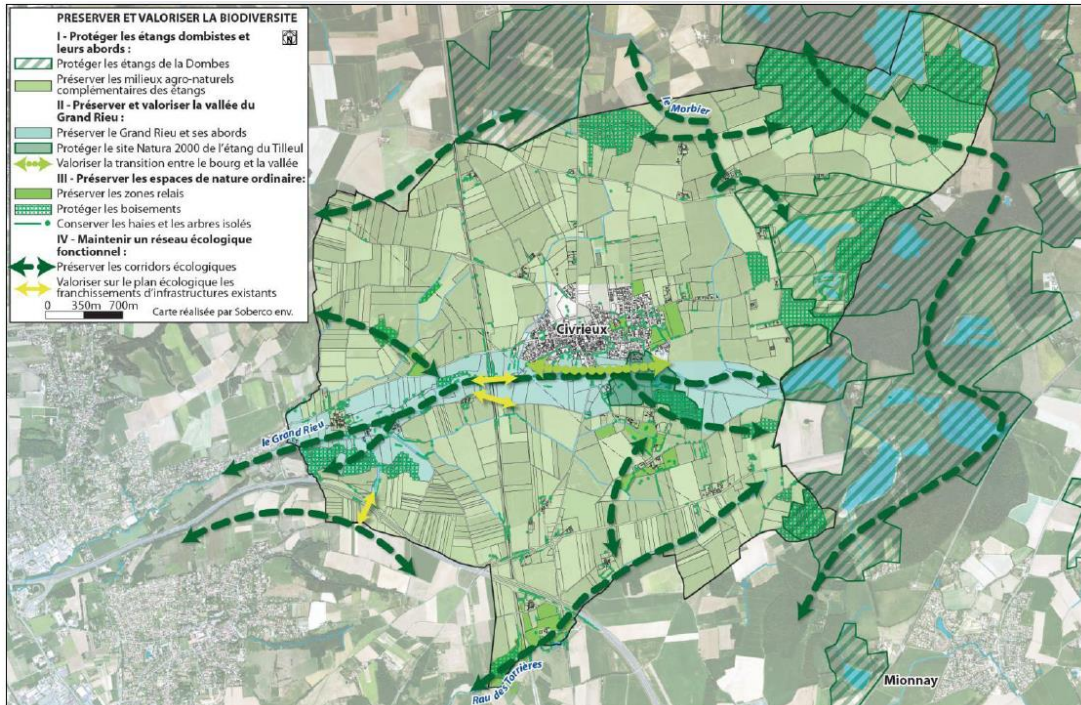 PRESERVER ET VALORISER LA BIODIVERSITE
I - Protéger les étangs dombistes et
leurs abords :
N
Protéger les étangs de la Dombes
Préserver les milieux agro-naturels
complémentaires des étangs
II - Préserver et valoriser la vallée du
Grand Rieu :
Préserver le Grand Rieu et ses abords
Protéger le site Natura 2000 de l'étang du Tilleul
Valoriser la transition entre le bourg et la vallée
III - Préserver les espaces de nature ordinaire:
Préserver les zones relais
Protéger les boisements
Conserver les haies et les arbres isolés
IV - Maintenir un réseau écologique
fonctionnel :
Préserver les corridors écologiques
Valoriser sur le plan écologique les
franchissements d'infrastructures existants
0 350m 700m
Carte réalisée par Soberco env.
le Morbier
Civrieux
le Grand Rieu
Rau des Torrières
Mionnay